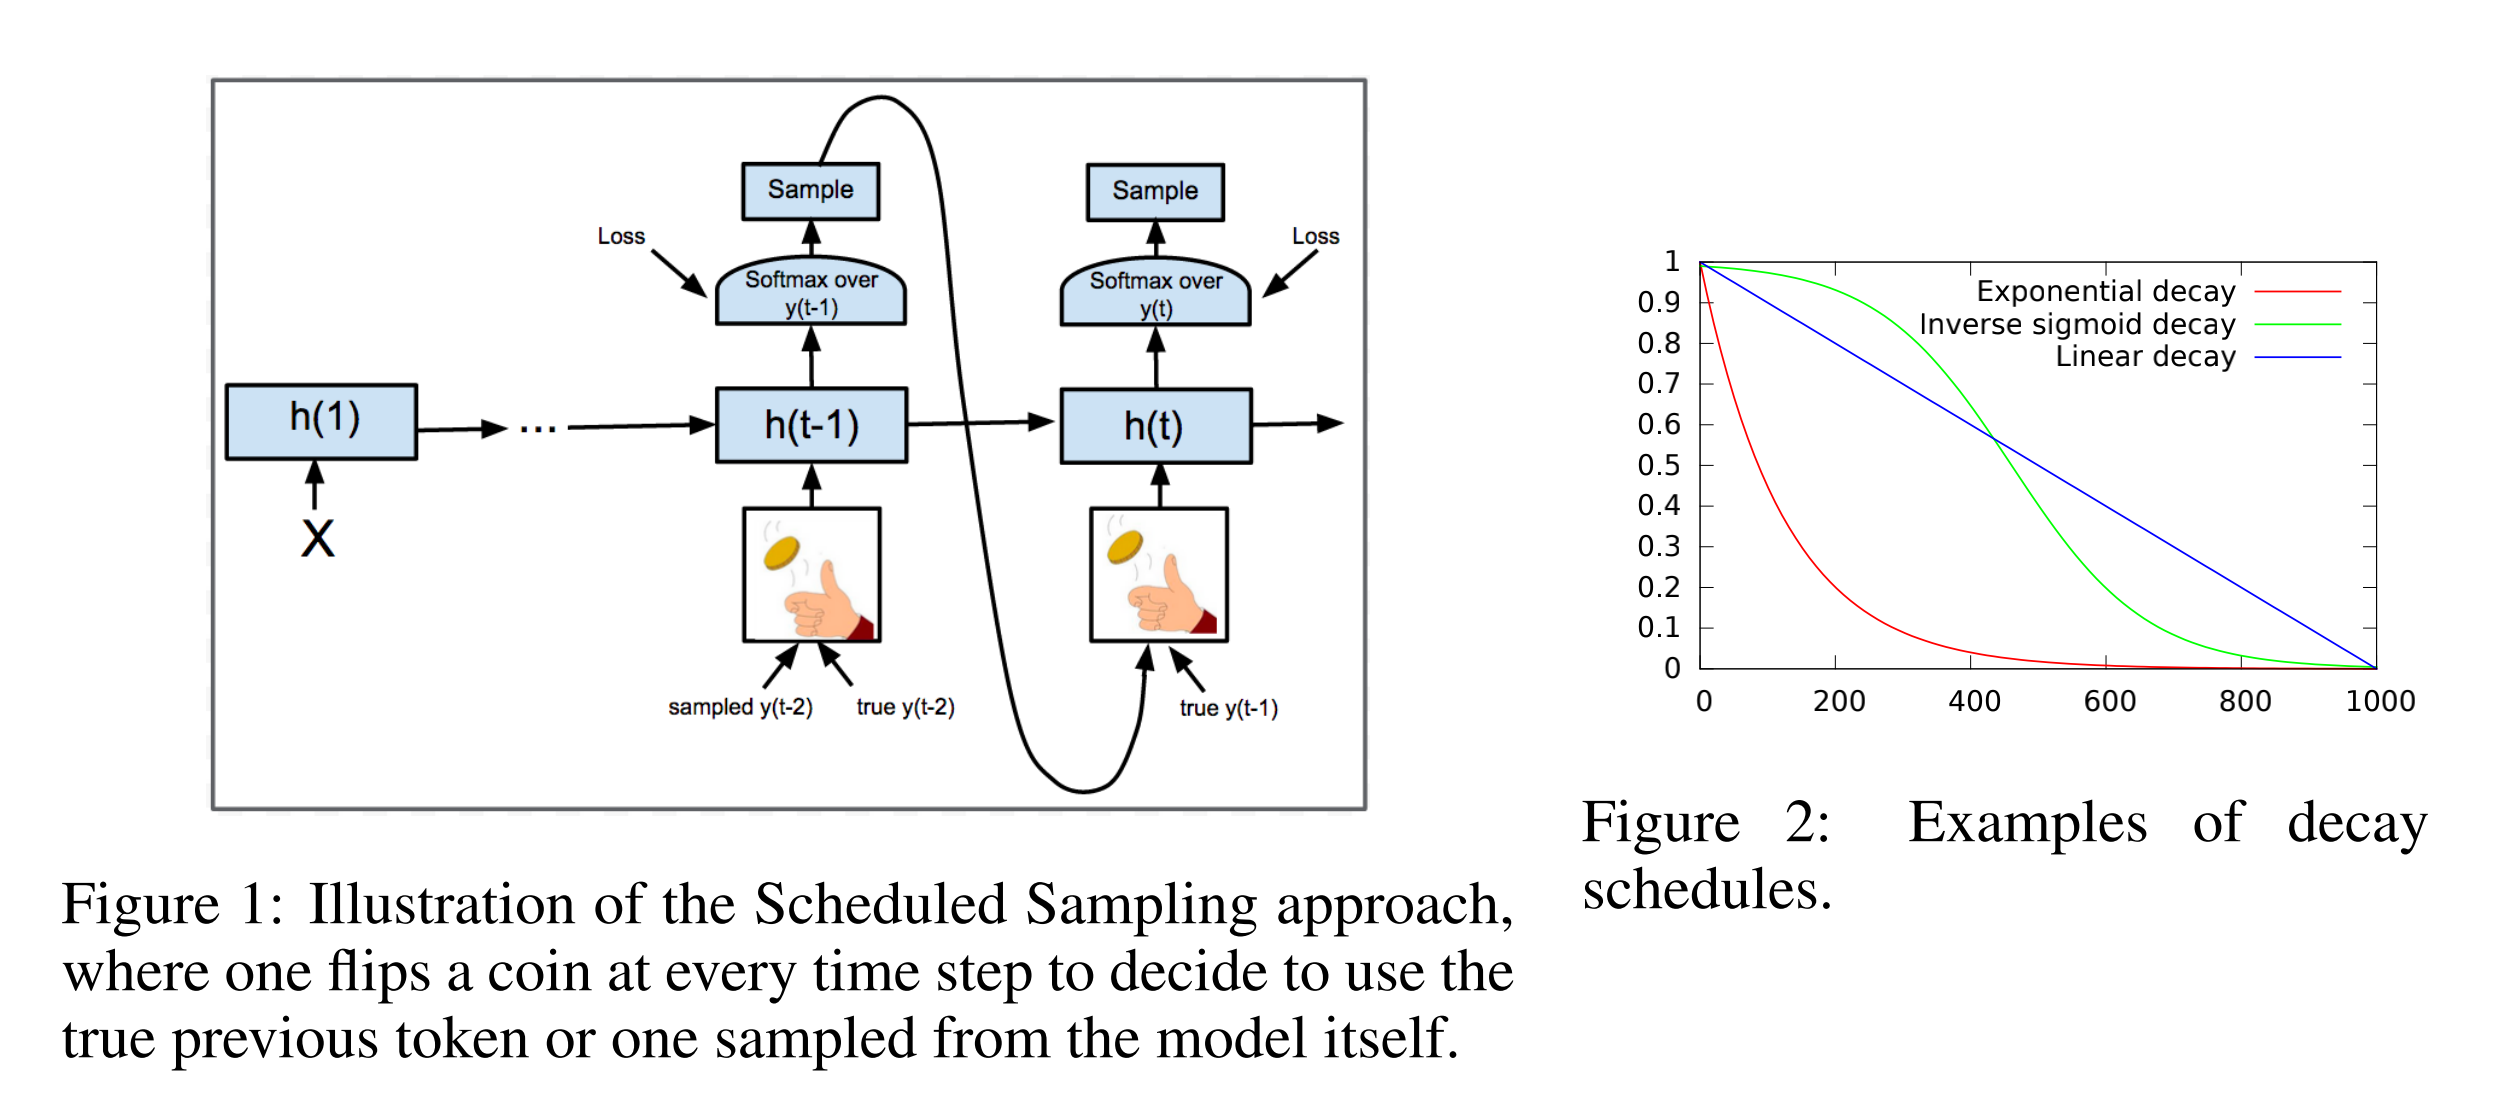 Sample
Sample
Loss
Loss
Softmax over
y(t-1)
Softmax over
y(t)
h(1)
...
h(t-1)
h(t)
X
sampled y(t-2)
true y(t-2)
true y(t-1)
Figure 1: Illustration of the Scheduled Sampling approach,
where one flips a coin at every time step to decide to use the
true previous token or one sampled from the model itself.
1
0.9
0.8
0.7
0.6
0.5
0.4
0.3
0.2
0.1
0
0 200 400 600 800 1000
Exponential decay
Inverse sigmoid decay
Linear decay
Figure 2: Examples of decay
schedules.